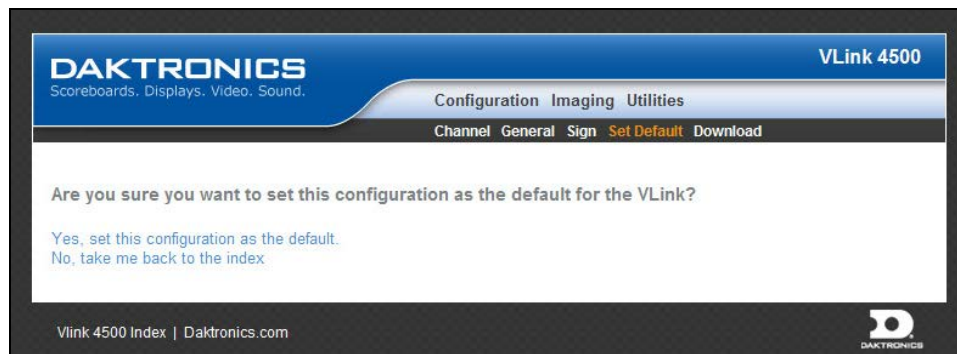 VLink 4500
DAKTRONICS
Scoreboards. Displays. Video. Sound.
Configuration Imaging Utilities
Channel General Sign Set Default Download
Are you sure you want to set this configuration as the default for the VLink?
Yes, set this configuration as the default.
No, take me back to the index
Vlink 4500 Index | Daktronics.com
DAKTRONICS